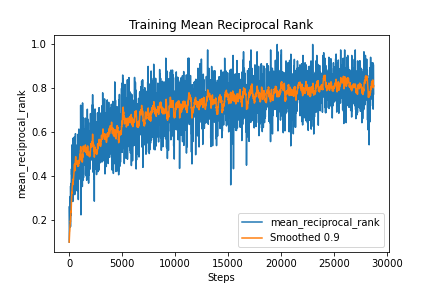 Training Mean Reciprocal Rank
1.0
0.8
0.6
0.4
0.2
mean_reciprocal_rank
0
5000
10000
15000
20000
25000
30000
Steps
mean_reciprocal_rank
Smoothed 0.9